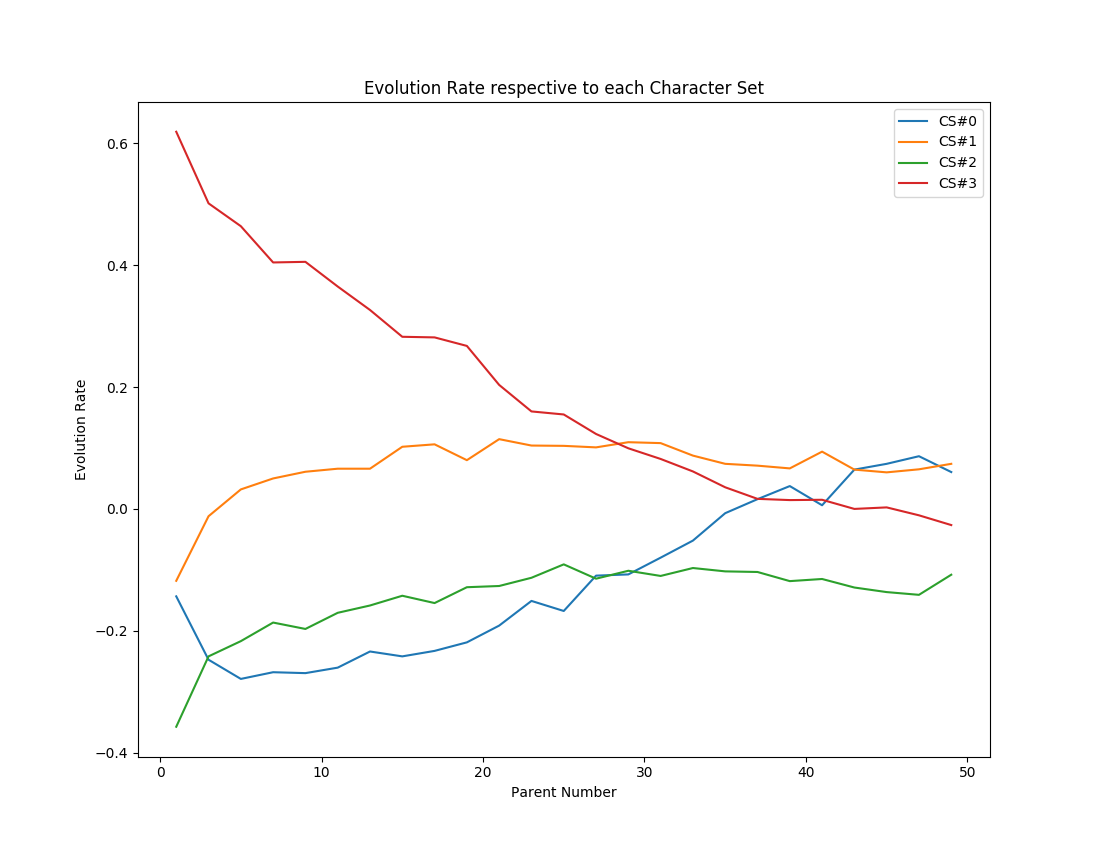 Evolution Rate respective to each Character Set
CS#0
CS#1
CS#2
CS#3
Evolution Rate
0.6
0.4
0.2
0.0
−0.2
−0.4
0 10 20 30 40 50
Parent Number